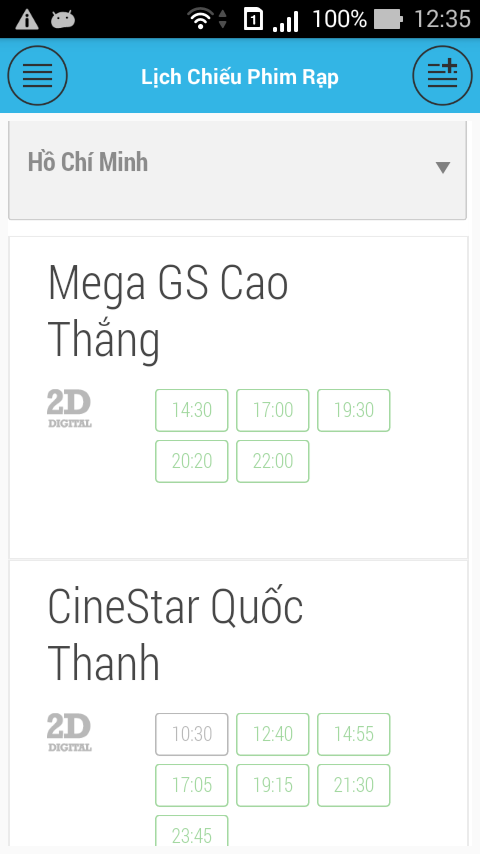 1 100% 12:35
Lịch Chiếu Phim Rạp
Hồ Chí Minh
Mega GS Cao
Thắng
2D
DIGITAL
14:30 17:00 19:30
20:20 22:00
CineStar Quốc
Thanh
2D
DIGITAL
10:30 12:40 14:55
17:05 19:15 21:30
23:45